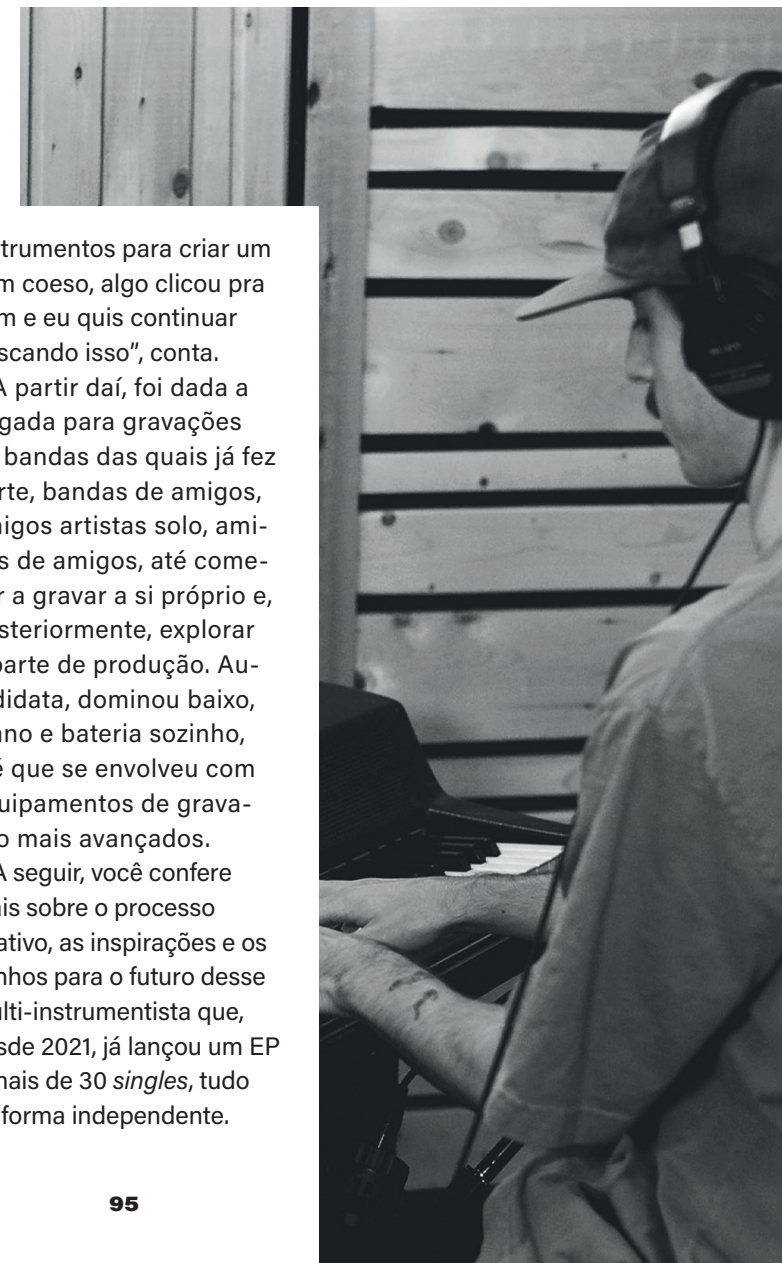 trumentos para criar um
m coeso, algo clicou pra
m e eu quis continuar
scando isso”, conta.
A partir daí, foi dada a
gada para gravações
bandas das quais já fez
rte, bandas de amigos,
nigos artistas solo, ami-
s de amigos, até come-
r a gravar a si próprio e,
steriormente, explorar
parte de produção. Au-
didata, dominou baixo,
ano e bateria sozinho,
é que se envolveu com
uipamentos de grava-
o mais avançados.
A seguir, você confere
is sobre o processo
ativo, as inspirações e os
nhos para o futuro desse
ulti-instrumentista que,
sde 2021, já lançou um EP
nais de 30 singles, tudo
forma independente.
95